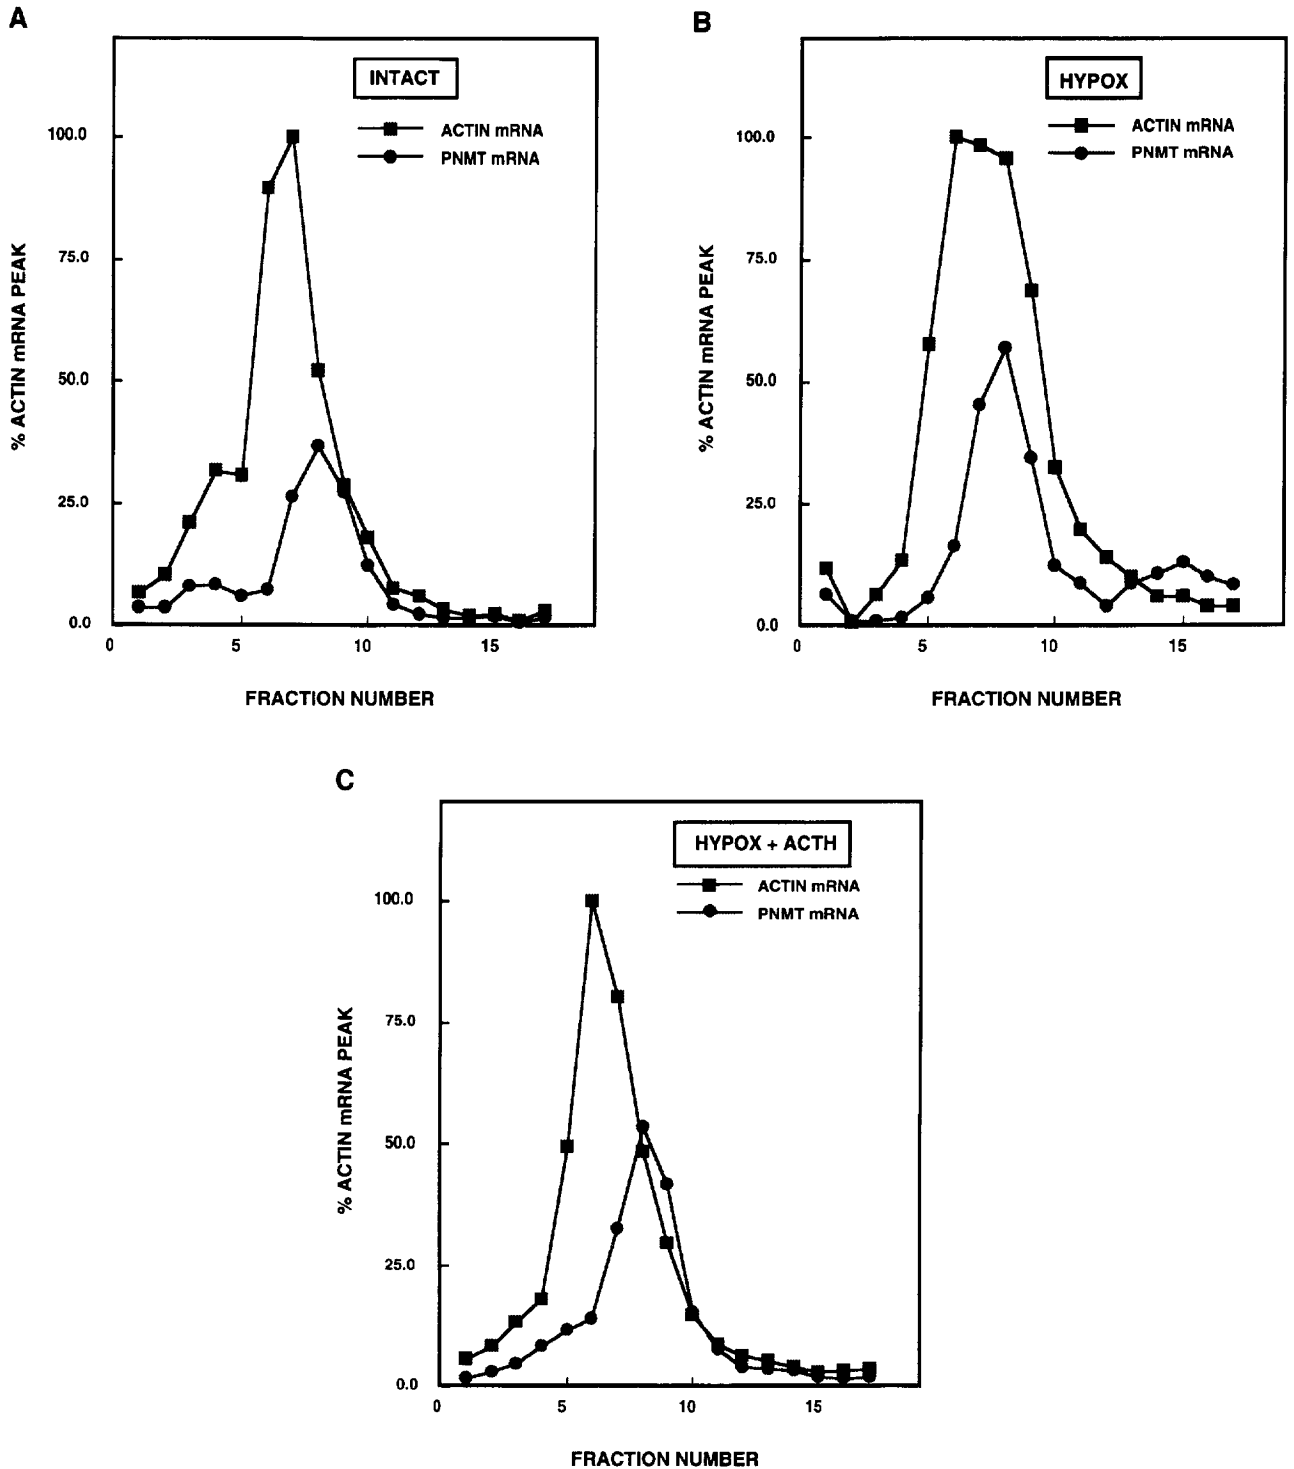 A
INTACT
ACTIN mRNA
PNMT mRNA
100.0
75.0
50.0
25.0
0.0
% ACTIN mRNA PEAK
0 5 10 15
FRACTION NUMBER
B
HYPOX
ACTIN mRNA
PNMT mRNA
100.0
75.0
50.0
25.0
0.0
% ACTIN mRNA PEAK
0 5 10 15
FRACTION NUMBER
C
HYPOX + ACTH
ACTIN mRNA
PNMT mRNA
100.0
75.0
50.0
25.0
0.0
% ACTIN mRNA PEAK
0 5 10 15
FRACTION NUMBER